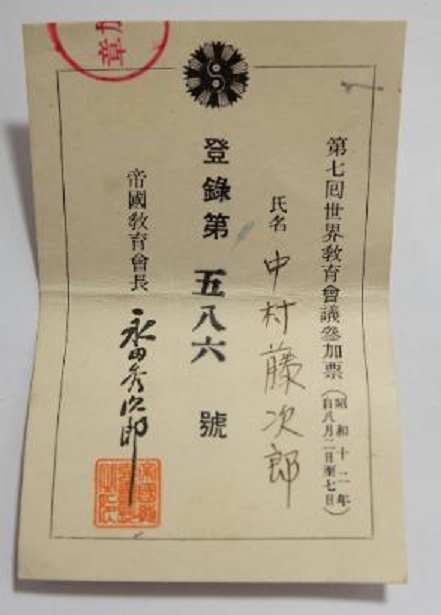 第七回世界教育會議參加票
(昭和十二年
自八月二日至七日)
氏名 中村藤次郎
登錄第 五八六 號
帝國教育會長 永田秀次郎
章加